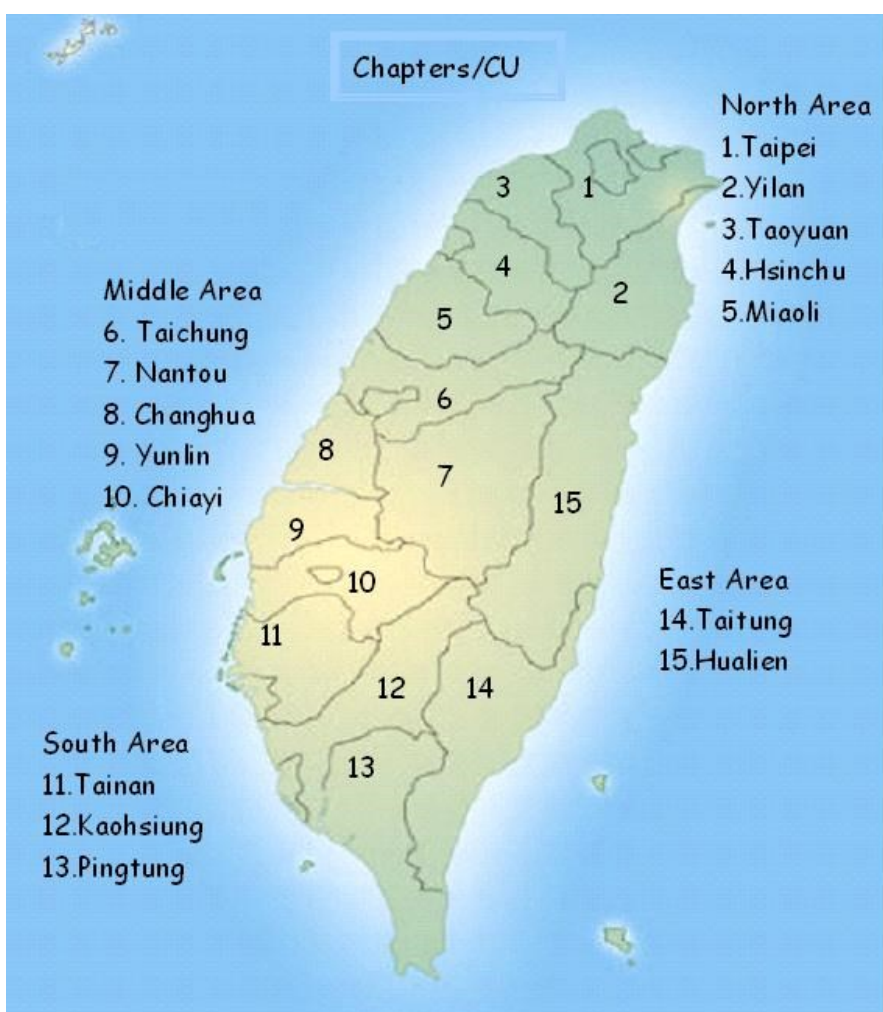 Chapters/CU
North Area
1.Taipei
2.Yilan
3.Taoyuan
4.Hsinchu
5.Miaoli
Middle Area
6. Taichung
7. Nantou
8. Changhua
9. Yunlin
10. Chiayi
East Area
14.Taitung
15.Hualien
South Area
11.Tainan
12.Kaohsiung
13.Pingtung
3
1
4
2
5
6
8
7
15
9
10
11
12
14
13